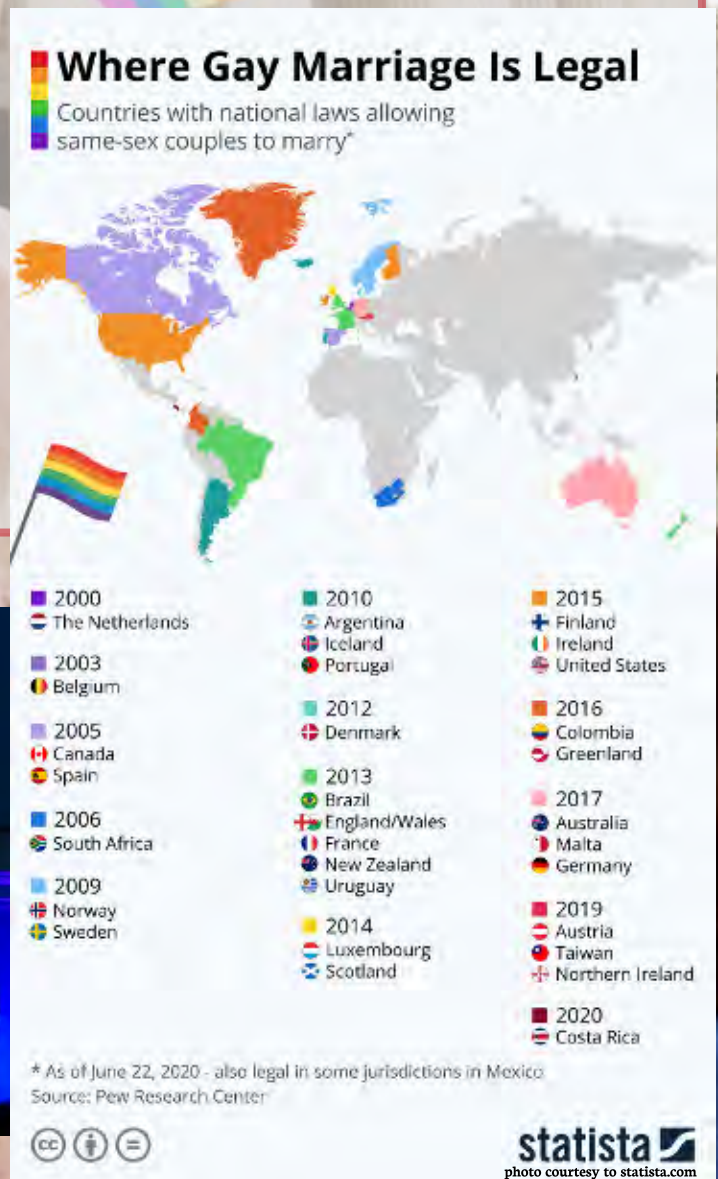 Where Gay Marriage Is Legal
Countries with national laws allowing
same-sex couples to marry*
2000
The Netherlands
2003
Belgium
2005
Canada
Spain
2006
South Africa
2009
Norway
Sweden
2010
Argentina
Iceland
Portugal
2012
Denmark
2013
Brazil
England/Wales
France
New Zealand
Uruguay
2014
Luxembourg
Scotland
2015
Finland
Ireland
United States
2016
Colombia
Greenland
2017
Australia
Malta
Germany
2019
Austria
Taiwan
Northern Ireland
2020
Costa Rica
* As of June 22, 2020 - also legal in some jurisdictions in Mexico
Source: Pew Research Center
cc
statista
photo courtesy to statista.com